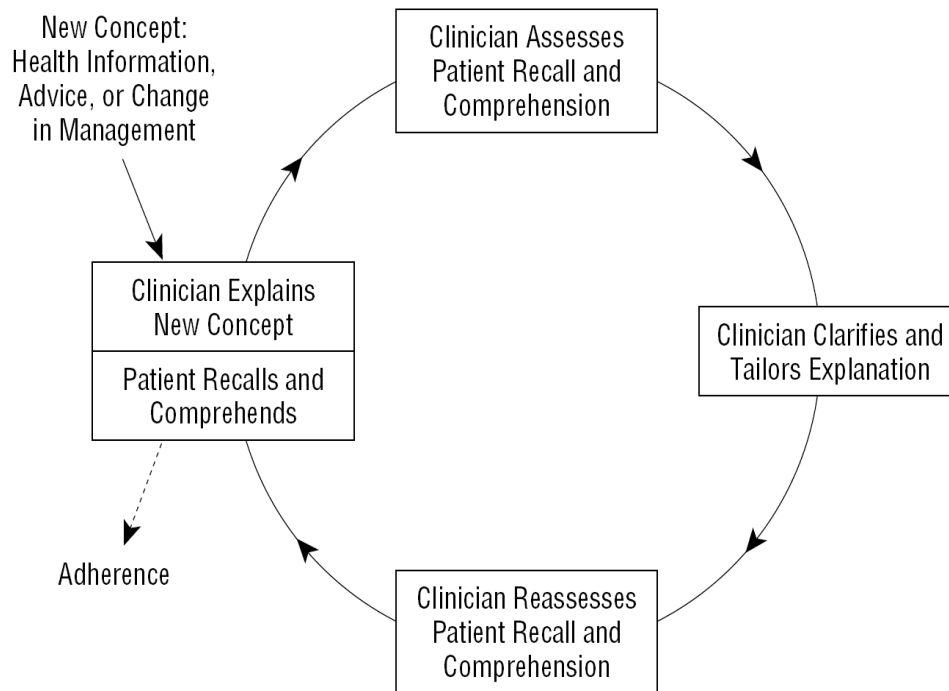 New Concept:
Health Information,
Advice, or Change
in Management
Clinician Assesses
Patient Recall and
Comprehension
Clinician Explains
New Concept
Patient Recalls and
Comprehends
Clinician Clarifies and
Tailors Explanation
Adherence
Clinician Reassesses
Patient Recall and
Comprehension